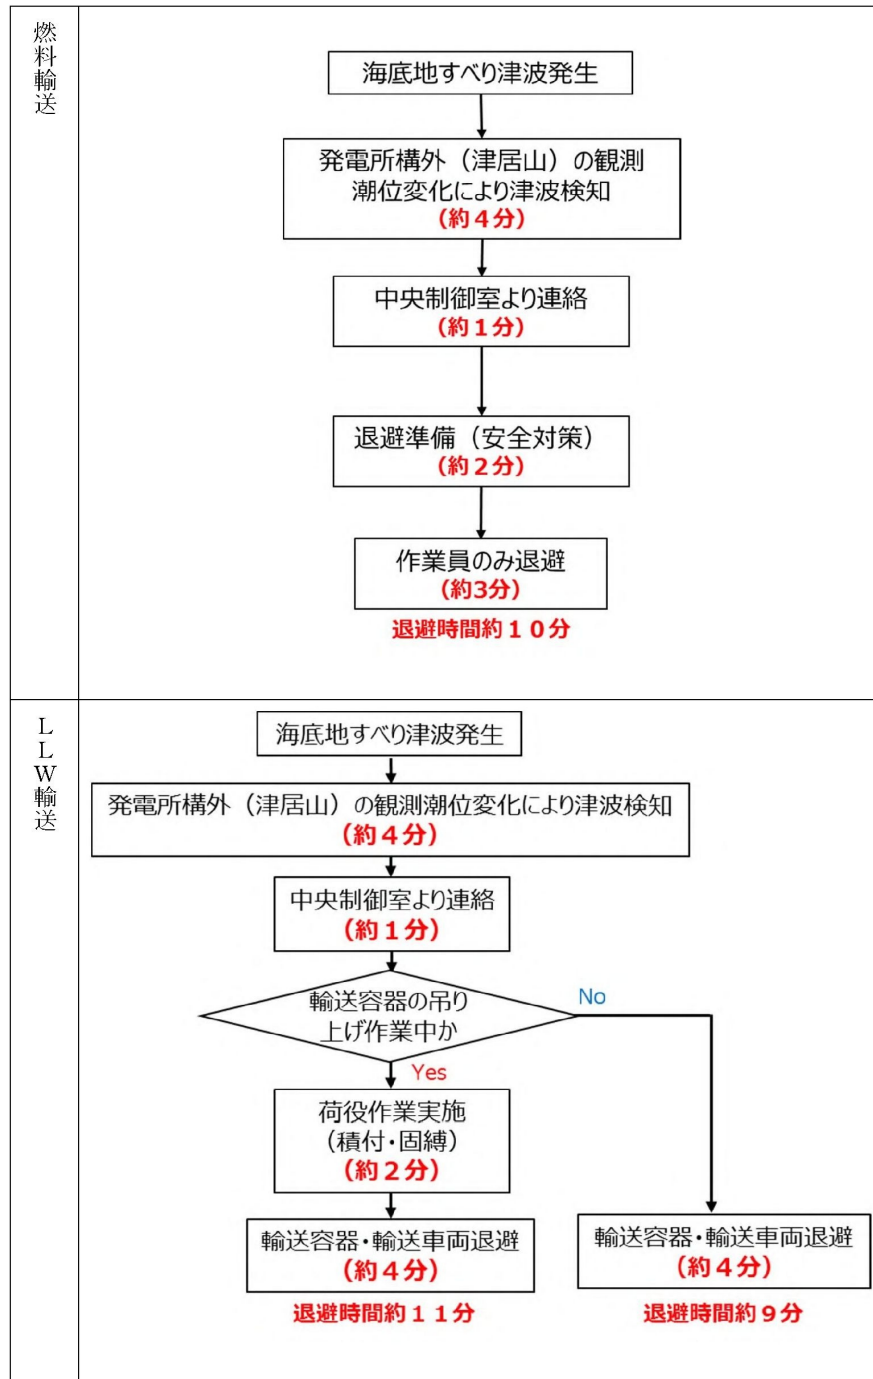 燃料輸送
海底地すべり津波発生
発電所構外（津居山）の観測
潮位変化により津波検知
（約４分）
中央制御室より連絡
（約１分）
退避準備（安全対策）
（約２分）
作業員のみ退避
（約3分）
退避時間約１０分
ＬＬＷ輸送
海底地すべり津波発生
発電所構外（津居山）の観測潮位変化により津波検知
（約４分）
中央制御室より連絡
（約１分）
輸送容器の吊り
上げ作業中か
No
Yes
荷役作業実施
（積付・固縛）
（約２分）
輸送容器・輸送車両退避
（約４分）
退避時間約１１分
輸送容器・輸送車両退避
（約４分）
退避時間約９分